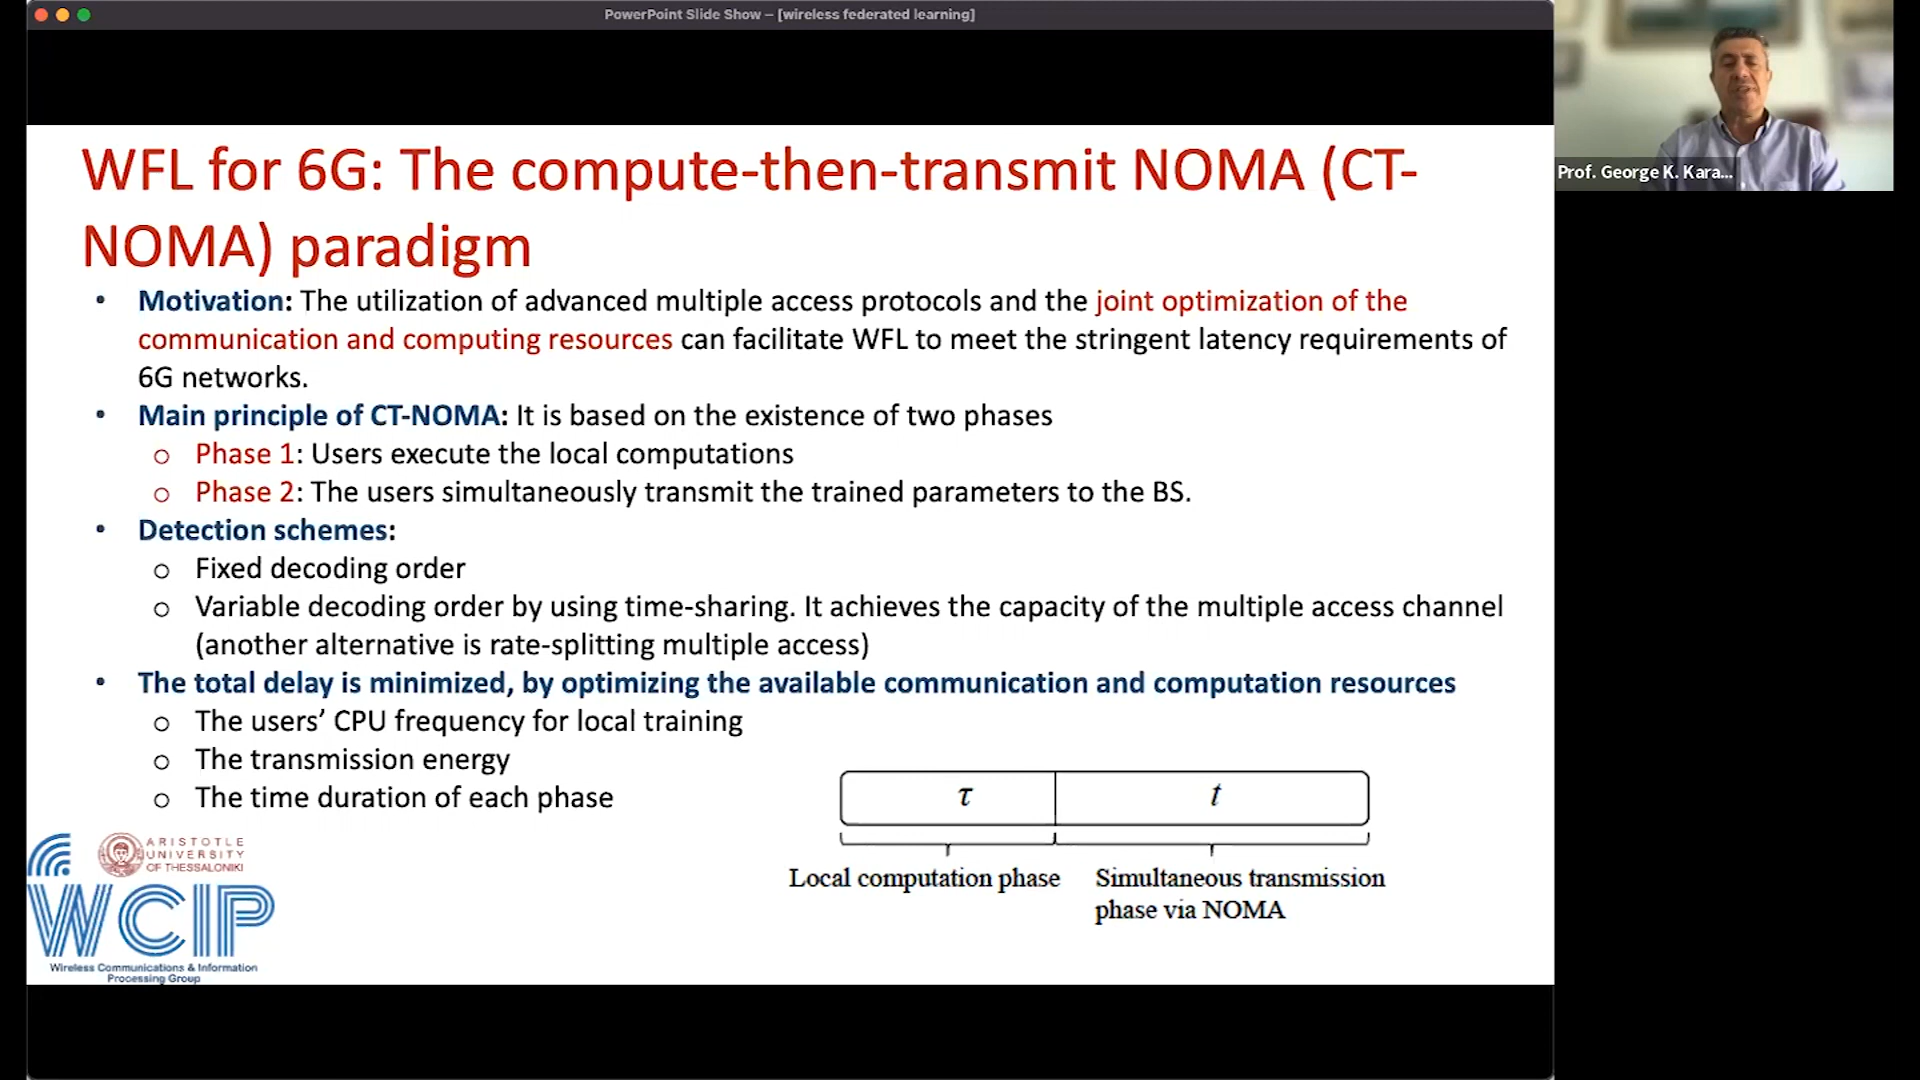 PowerPoint Slide Show – [wireless federated learning]
Prof. George K. Kara...
WFL for 6G: The compute-then-transmit NOMA (CT-
NOMA) paradigm
• Motivation: The utilization of advanced multiple access protocols and the joint optimization of the
communication and computing resources can facilitate WFL to meet the stringent latency requirements of
6G networks.
• Main principle of CT-NOMA: It is based on the existence of two phases
o Phase 1: Users execute the local computations
o Phase 2: The users simultaneously transmit the trained parameters to the BS.
• Detection schemes:
o Fixed decoding order
o Variable decoding order by using time-sharing. It achieves the capacity of the multiple access channel
(another alternative is rate-splitting multiple access)
• The total delay is minimized, by optimizing the available communication and computation resources
o The users’ CPU frequency for local training
o The transmission energy
o The time duration of each phase
τ t
Local computation phase
Simultaneous transmission
phase via NOMA
ARISTOTLE
UNIVERSITY
OF THESSALONIKI
WCIP
Wireless Communications & Information
Processing Group